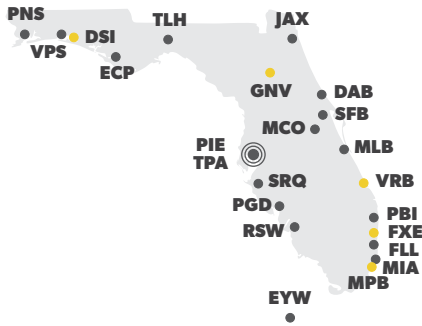 PNS
VPS
DSI
ECP
TLH
JAX
GNV
DAB
SFB
MCO
MLB
PIE
TPA
SRQ
VRB
PGD
RSW
PBI
FXE
FLL
MIA
MPB
EYW